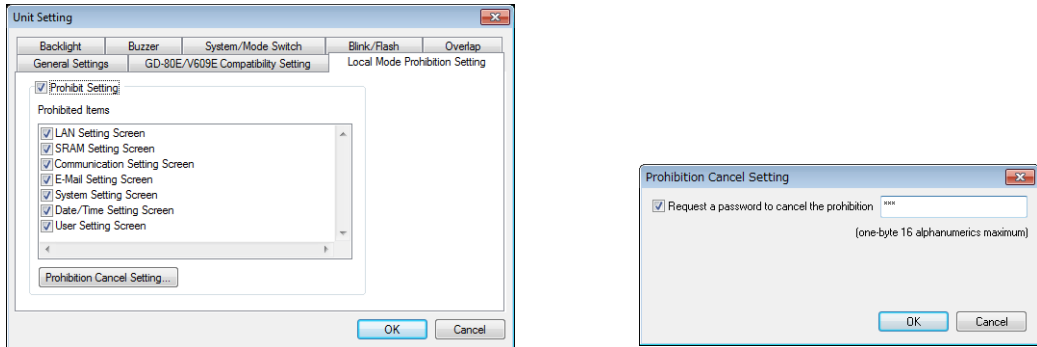 Unit Setting
Backlight Buzzer System/Mode Switch Blink/Flash Overlap
General Settings GD-80E/V609E Compatibility Setting Local Mode Prohibition Setting
Prohibit Setting
Prohibited Items
LAN Setting Screen
SRAM Setting Screen
Communication Setting Screen
E-Mail Setting Screen
System Setting Screen
Date/Time Setting Screen
User Setting Screen
Prohibition Cancel Setting...
OK Cancel
Prohibition Cancel Setting
Request a password to cancel the prohibition ***
(one-byte 16 alphanumerics maximum)
OK Cancel